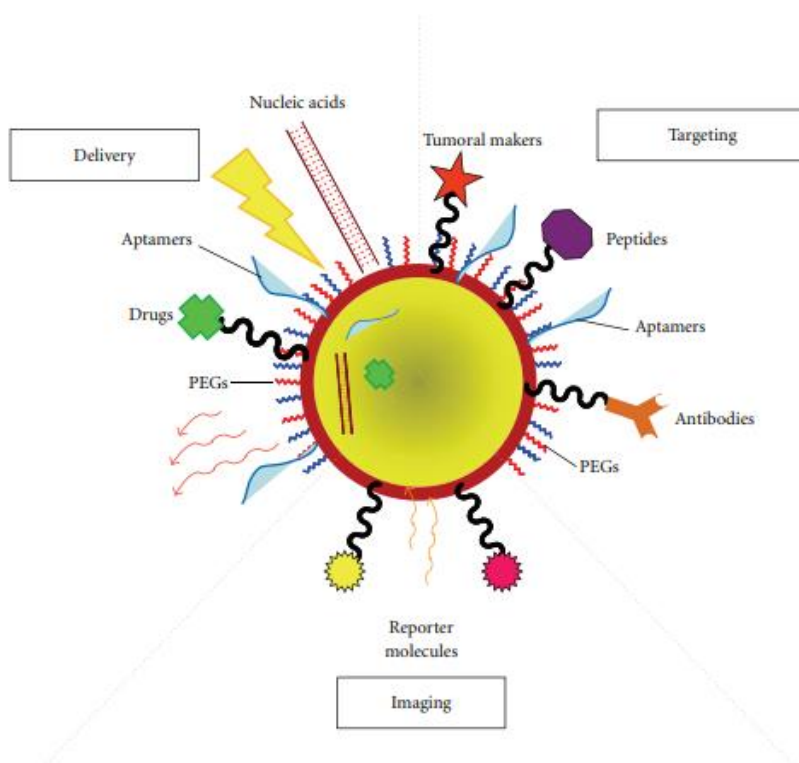 Nucleic acids
Delivery
Tumoral makers
Targeting
Aptamers
Peptides
Drugs
Aptamers
PEGs
Antibodies
PEGs
Reporter
molecules
Imaging